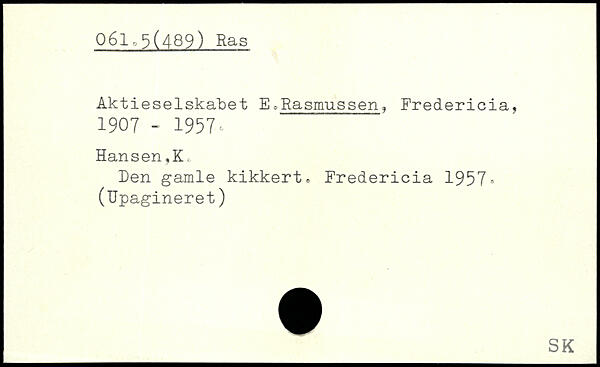 061.5(489) Ras
Aktieselskabet E.Rasmussen, Fredericia,
1907 - 1957.
Hansen,K.
Den gamle kikkert. Fredericia 1957.
(Upagineret)
SK